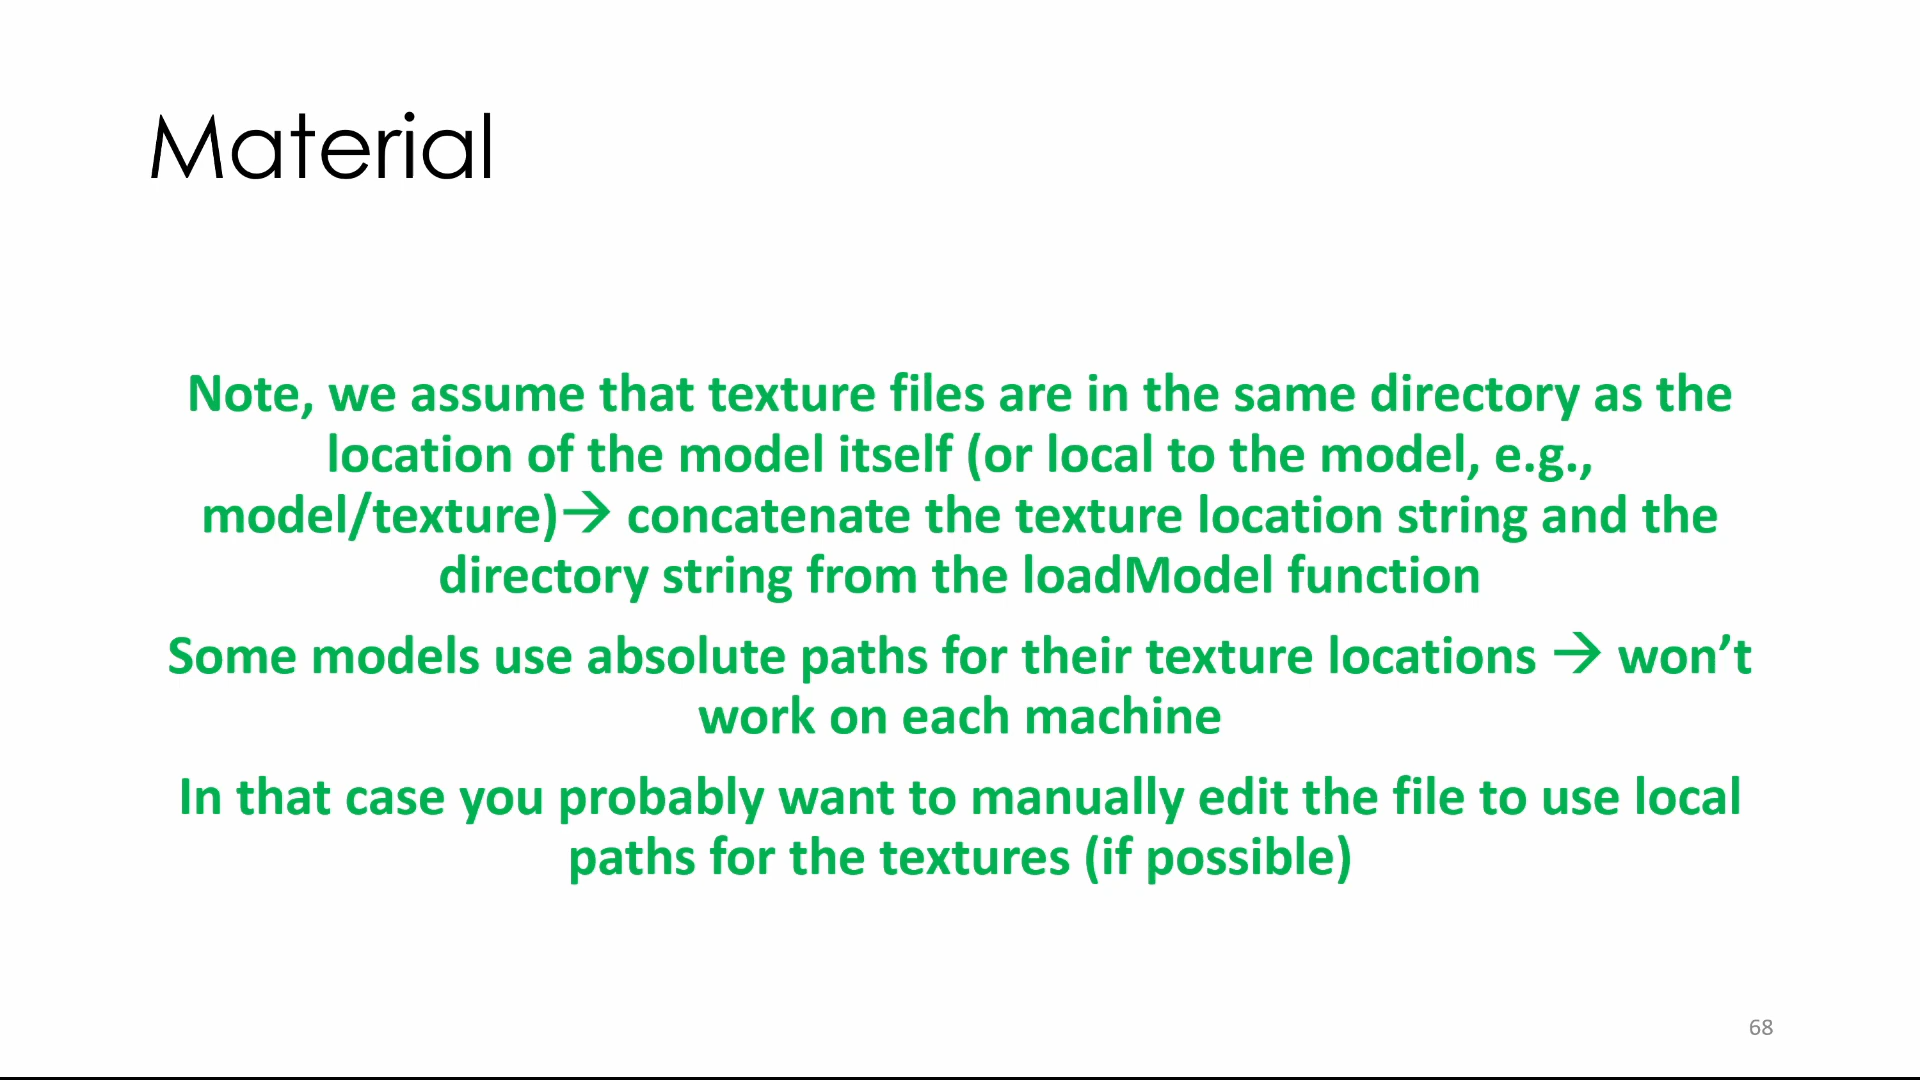 Material
Note, we assume that texture files are in the same directory as the
location of the model itself (or local to the model, e.g.,
model/texture)→ concatenate the texture location string and the
directory string from the loadModel function
Some models use absolute paths for their texture locations → won’t
work on each machine
In that case you probably want to manually edit the file to use local
paths for the textures (if possible)
68